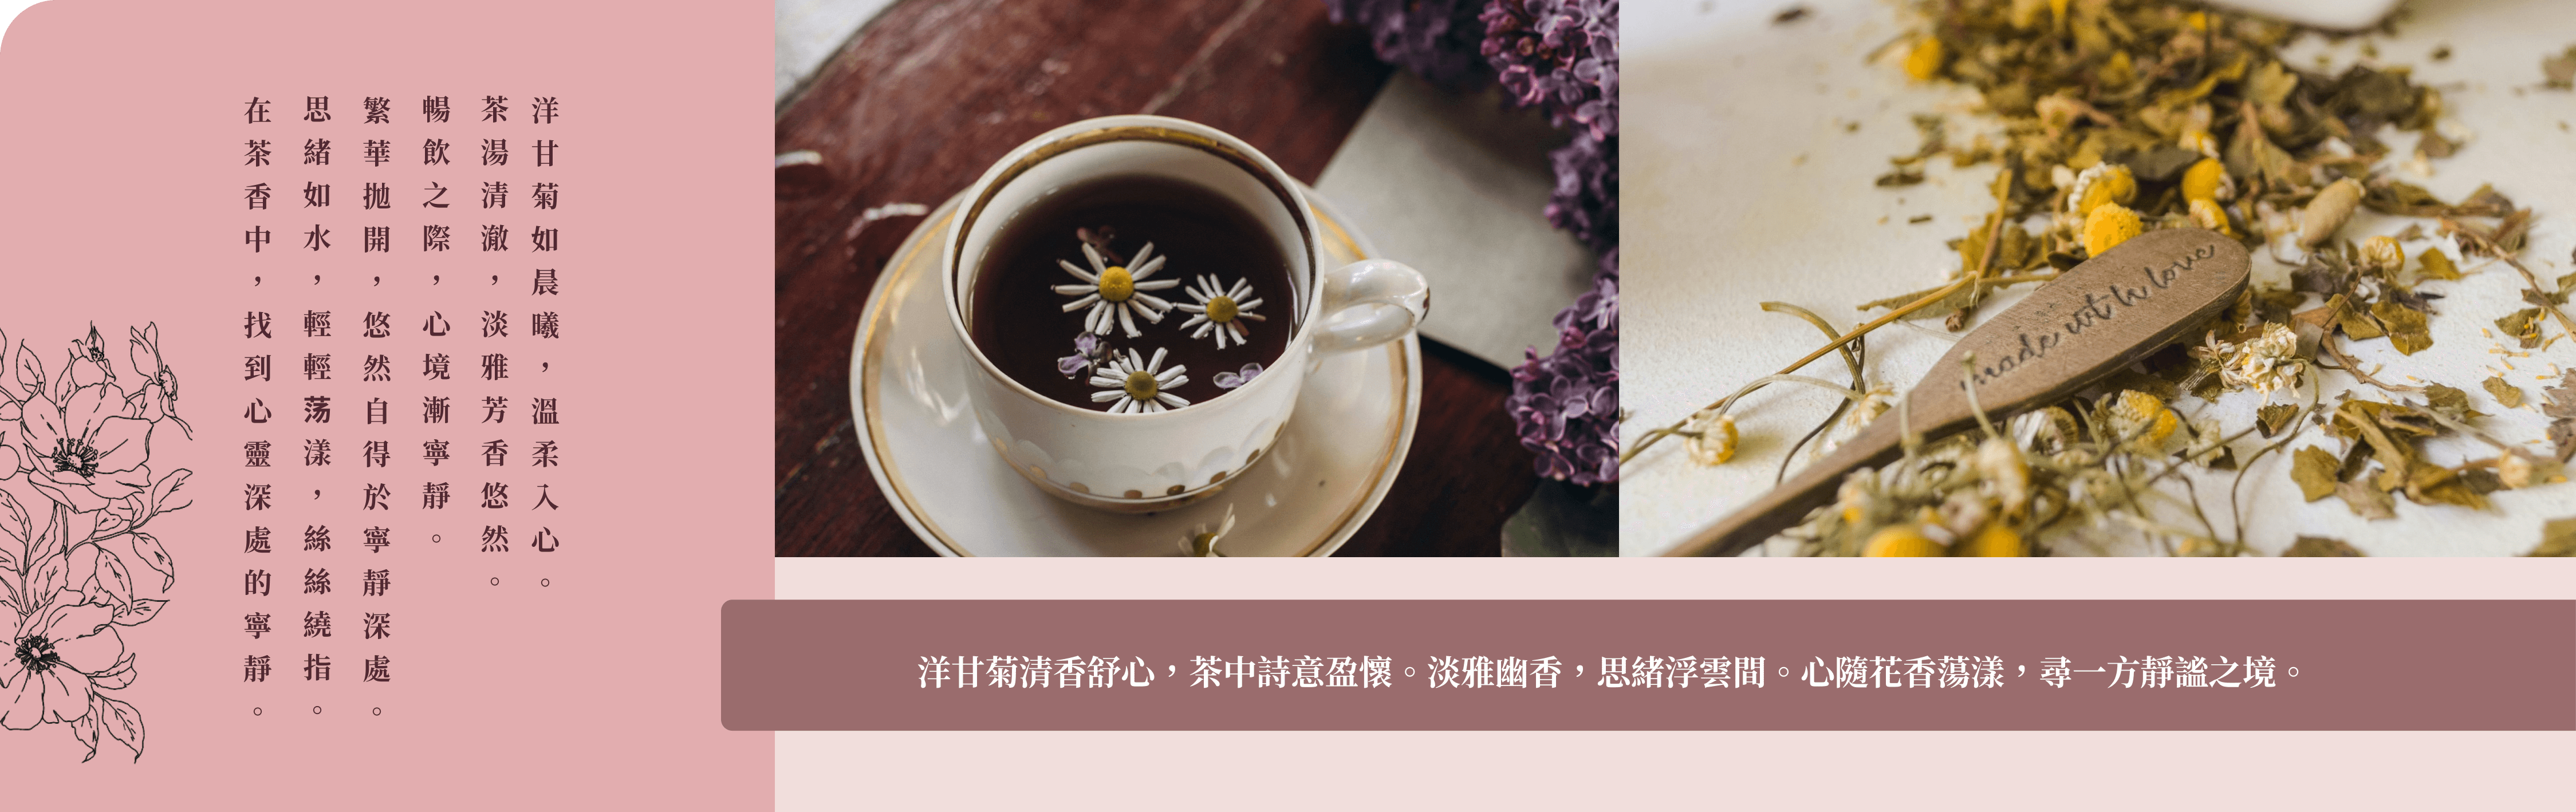 洋甘菊如晨曦，溫柔入心。
茶湯清澈，淡雅芳香悠然。
暢飲之際，心境漸寧靜。
繁華拋開，悠然自得於寧靜深處。
思緒如水，輕輕荡漾，絲絲繞指。
在茶香中，找到心靈深處的寧靜。
made with love
洋甘菊清香舒心，茶中詩意盈懷。淡雅幽香，思緒浮雲間。心隨花香蕩漾，尋一方靜謐之境。